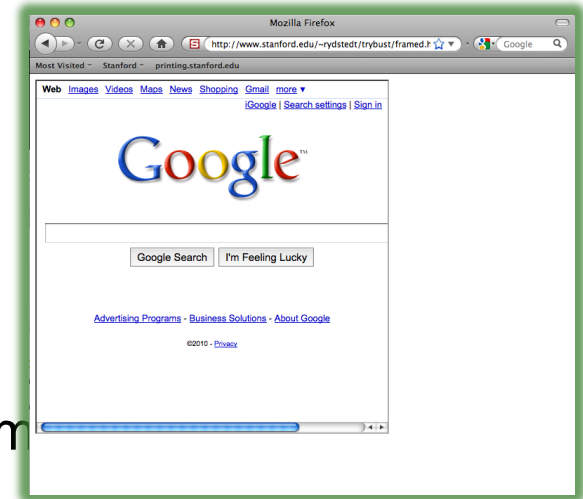 Mozilla Firefox
http://www.stanford.edu/~rydstedt/trybust/framed.h
Google
Most Visited
Stanford
printing.stanford.edu
Web Images Videos Maps News Shopping Gmail more ▼
iGoogle | Search settings | Sign in
Google™
Google Search
I'm Feeling Lucky
Advertising Programs - Business Solutions - About Google
©2010 - Privacy